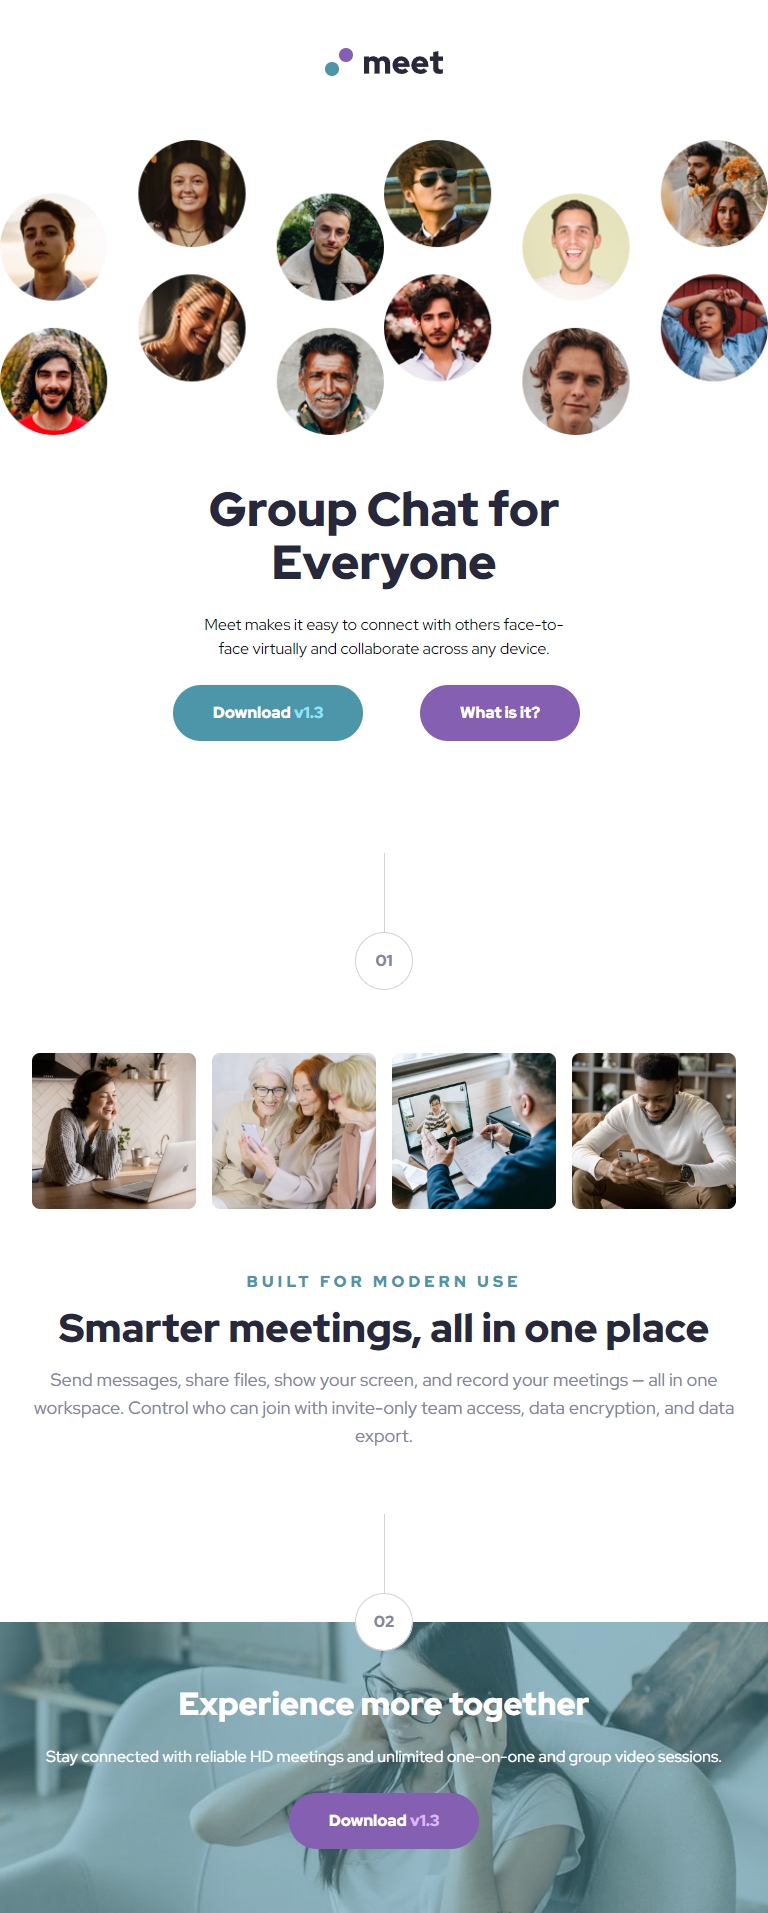 meet
Group Chat for
Everyone
Meet makes it easy to connect with others face-to-
face virtually and collaborate across any device.
Download v1.3
What is it?
01
BUILT FOR MODERN USE
Smarter meetings, all in one place
Send messages, share files, show your screen, and record your meetings — all in one
workspace. Control who can join with invite-only team access, data encryption, and data
export.
02
Experience more together
Stay connected with reliable HD meetings and unlimited one-on-one and group video sessions.
Download v1.3